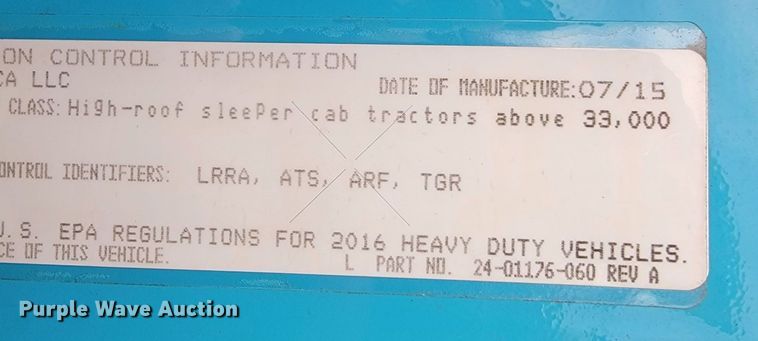 ON CONTROL INFORMATION
CA LLC
DATE OF MANUFACTURE:07/15
CLASS: High-roof sleeper cab tractors above 33,000
ONTROL IDENTIFIERS: LRRA, ATS, ARF, TGR
U.S. EPA REGULATIONS FOR 2016 HEAVY DUTY VEHICLES.
CE OF THIS VEHICLE.
L PART NO. 24-01176-060 REV A
Purple Wave Auction